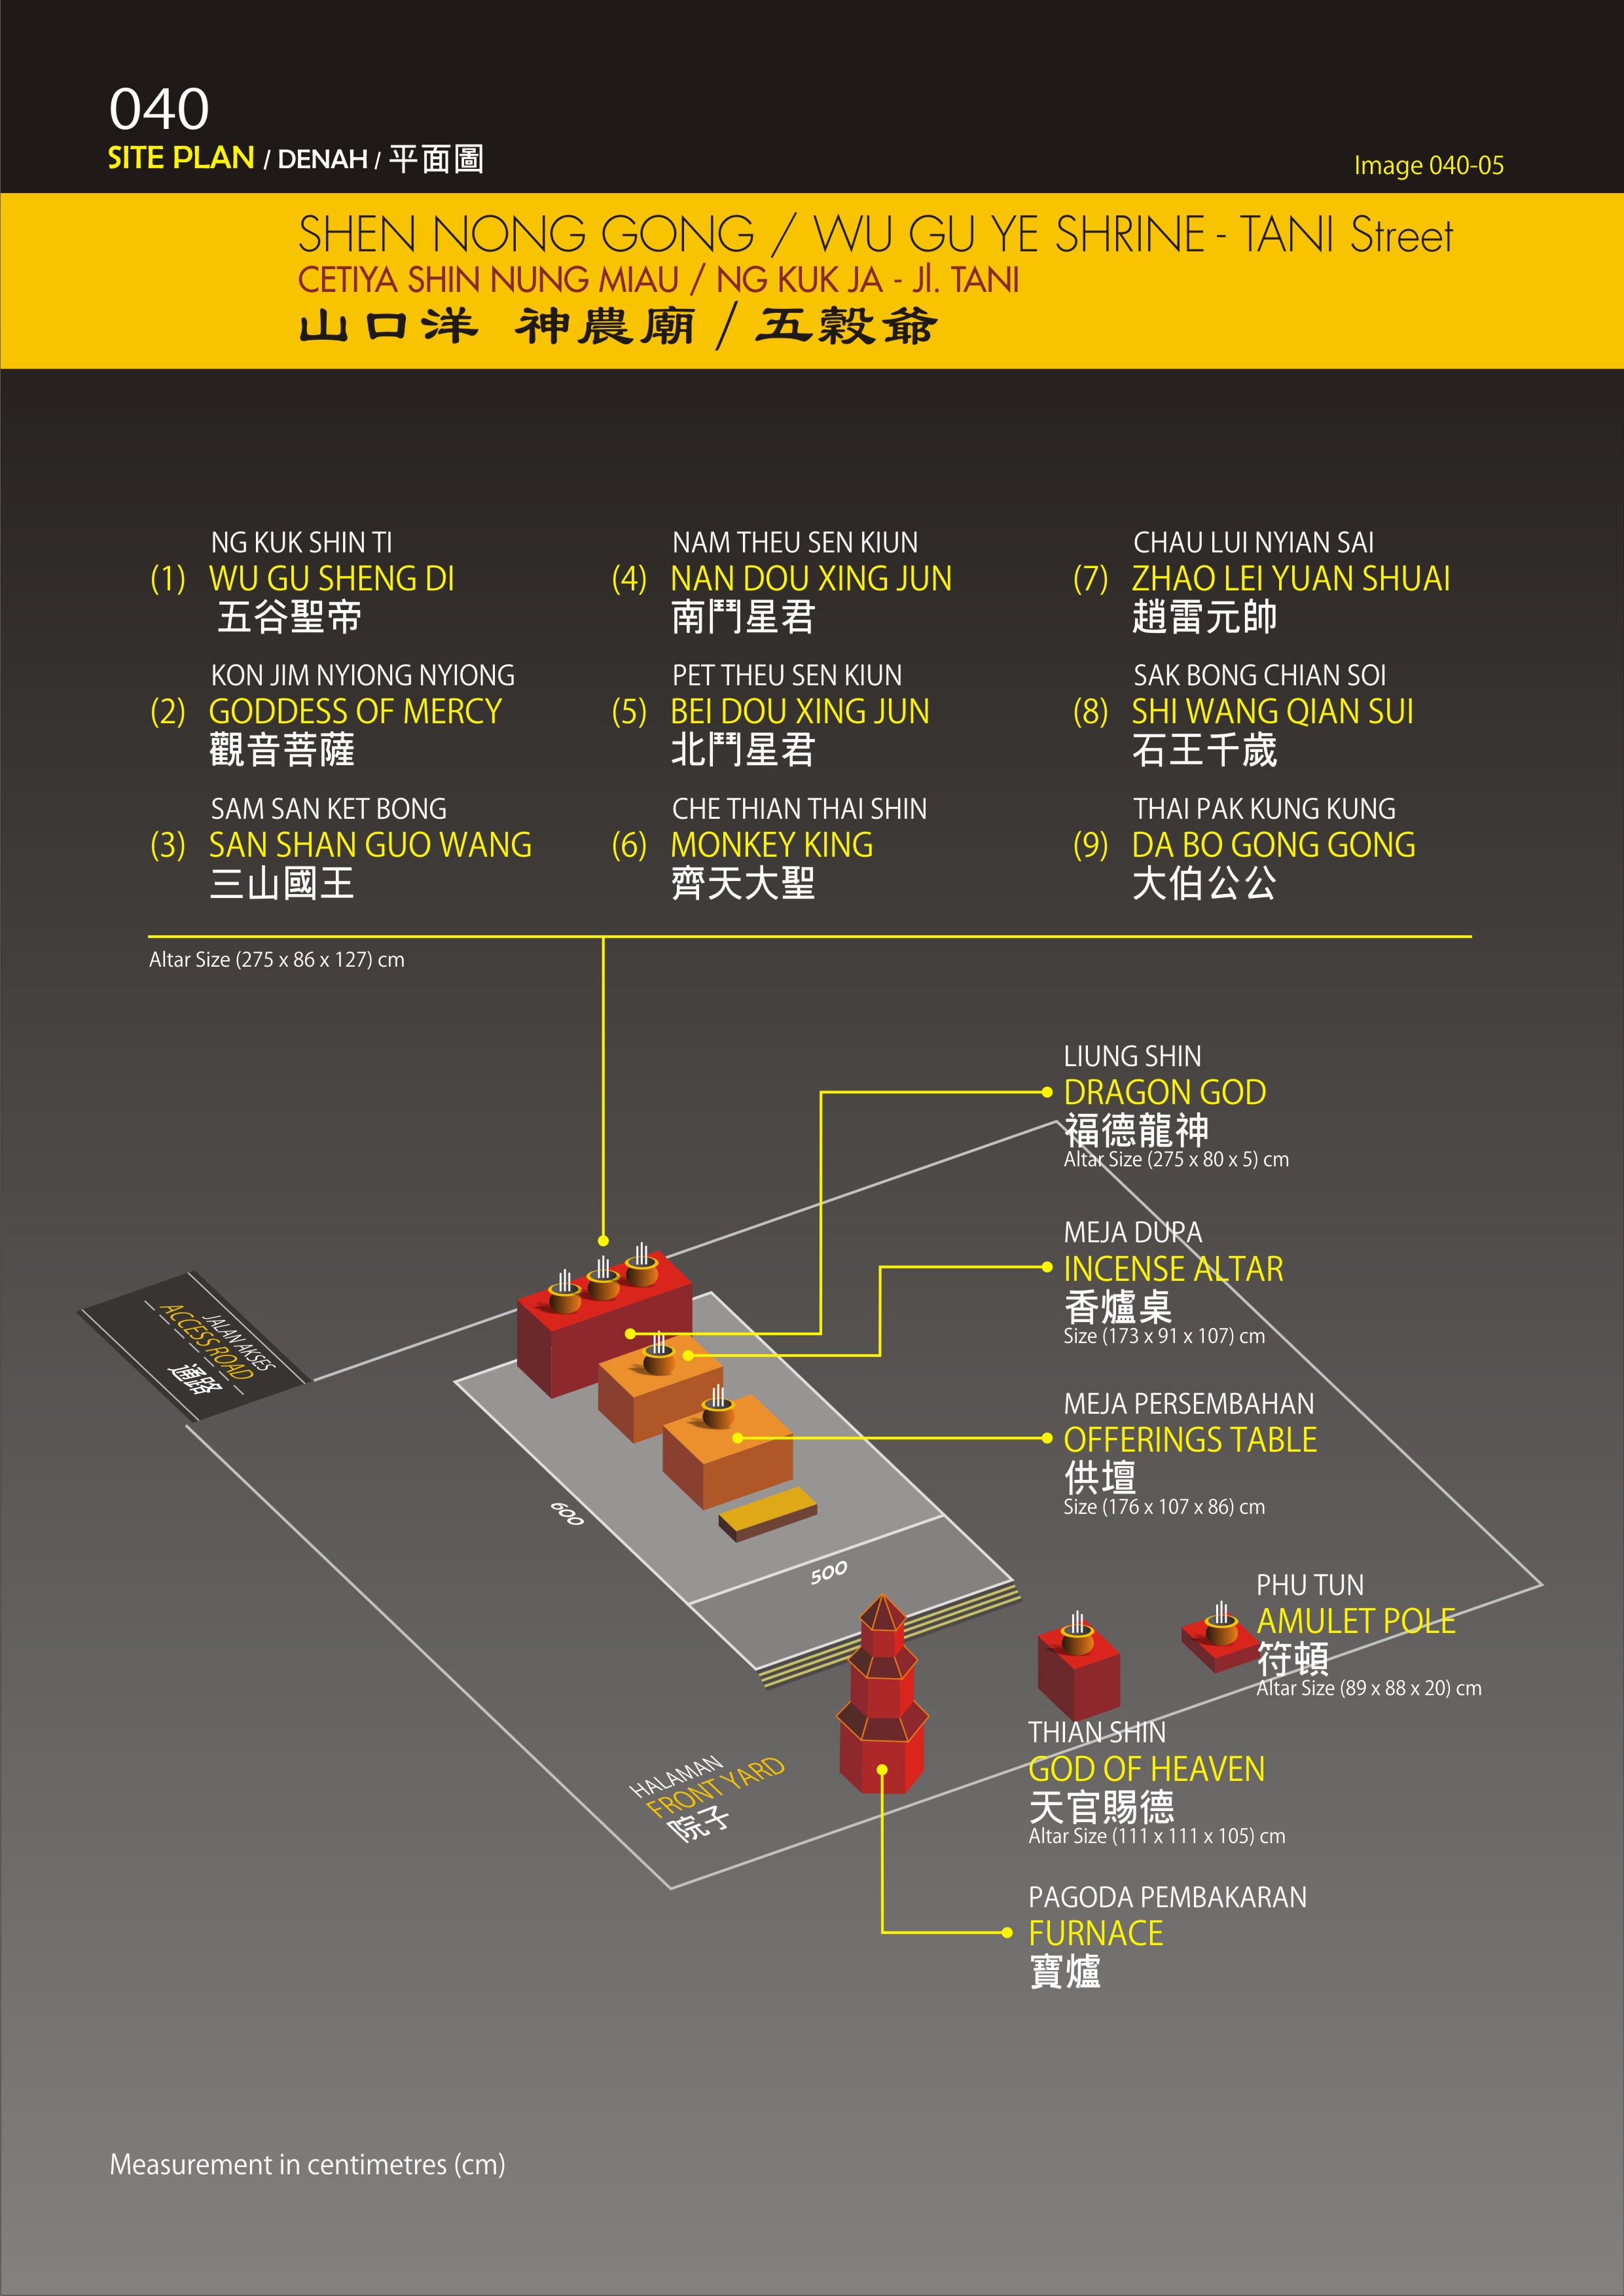 040
SITE PLAN / DENAH / 平面圖
Image 040-05
SHEN NONG GONG / WU GU YE SHRINE - TANI Street
CETIYA SHIN NUNG MIAU / NG KUK JA - Jl. TANI
山口洋 神農廟/五穀爺
NG KUK SHIN TI
(1) WU GU SHENG DI
五谷聖帝
KON JIM NYIONG NYIONG
(2) GODDESS OF MERCY
觀音菩薩
SAM SAN KET BONG
(3) SAN SHAN GUO WANG
三山國王
NAM THEU SEN KIUN
(4) NAN DOU XING JUN
南鬥星君
PET THEU SEN KIUN
(5) BEI DOU XING JUN
北鬥星君
CHE THIAN THAI SHIN
(6) MONKEY KING
齊天大聖
CHAU LUI NYIAN SAI
(7) ZHAO LEI YUAN SHUAI
趙雷元帥
SAK BONG CHIAN SOI
(8) SHI WANG QIAN SUI
石王千歲
THAI PAK KUNG KUNG
(9) DA BO GONG GONG
大伯公公
Altar Size (275 x 86 x 127) cm
LIUNG SHIN
DRAGON GOD
福德龍神
Altar Size (275 x 80 x 5) cm
MEJA DUPA
INCENSE ALTAR
香爐桌
Size (173 x 91 x 107) cm
JALAN AKSES
ACCESS ROAD
通路
MEJA PERSEMBAHAN
OFFERINGS TABLE
供壇
Size (176 x 107 x 86) cm
600
500
PHU TUN
AMULET POLE
符頓
Altar Size (89 x 88 x 20) cm
THIAN SHIN
GOD OF HEAVEN
天官賜德
Altar Size (111 x 111 x 105) cm
HALAMAN
FRONT YARD
院子
PAGODA PEMBAKARAN
FURNACE
寶爐
Measurement in centimetres (cm)